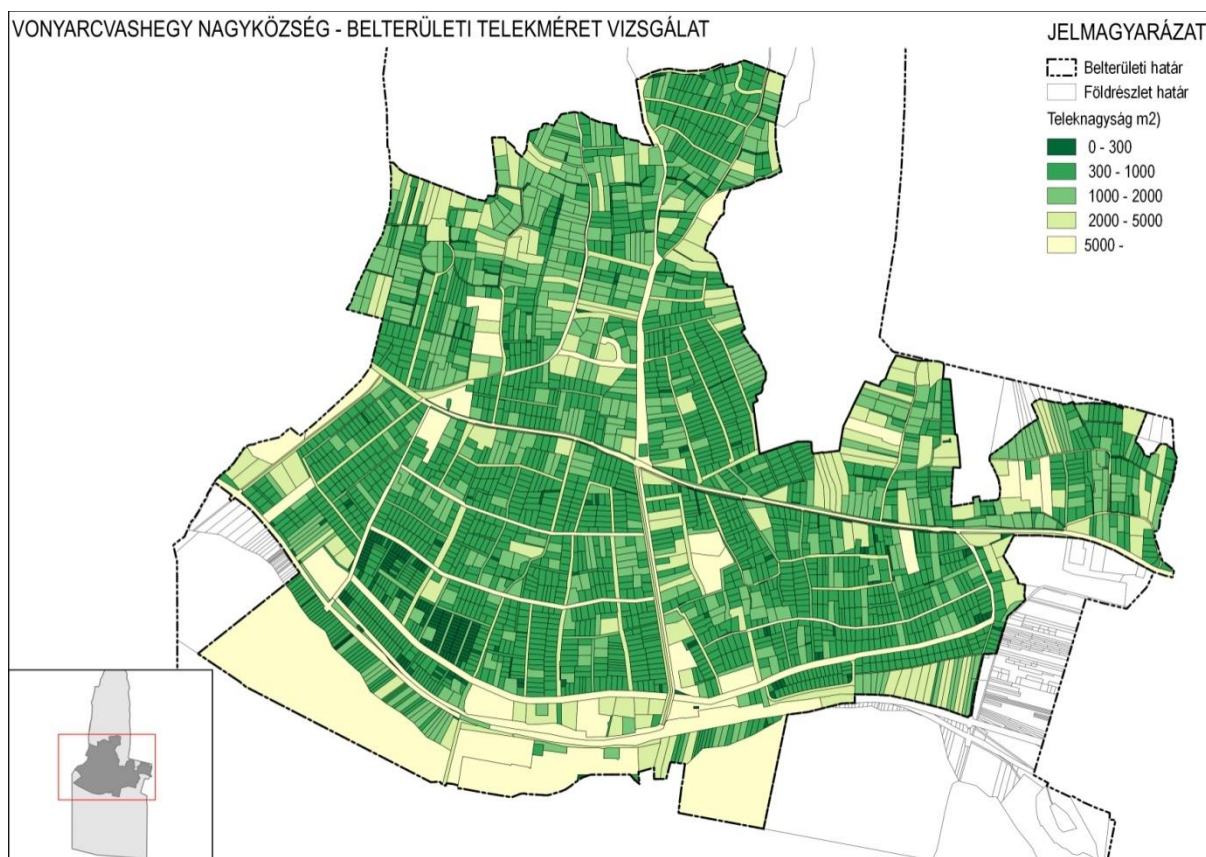 VONYARCVASHEGY NAGYKÖZSÉG - BELTERÜLETI TELEKMÉRET VIZSGÁLAT
JELMAGYARÁZAT
Belterületi határ
Földrészlet határ
Teleknagyság m2)
0 - 300
300 - 1000
1000 - 2000
2000 - 5000
5000 -